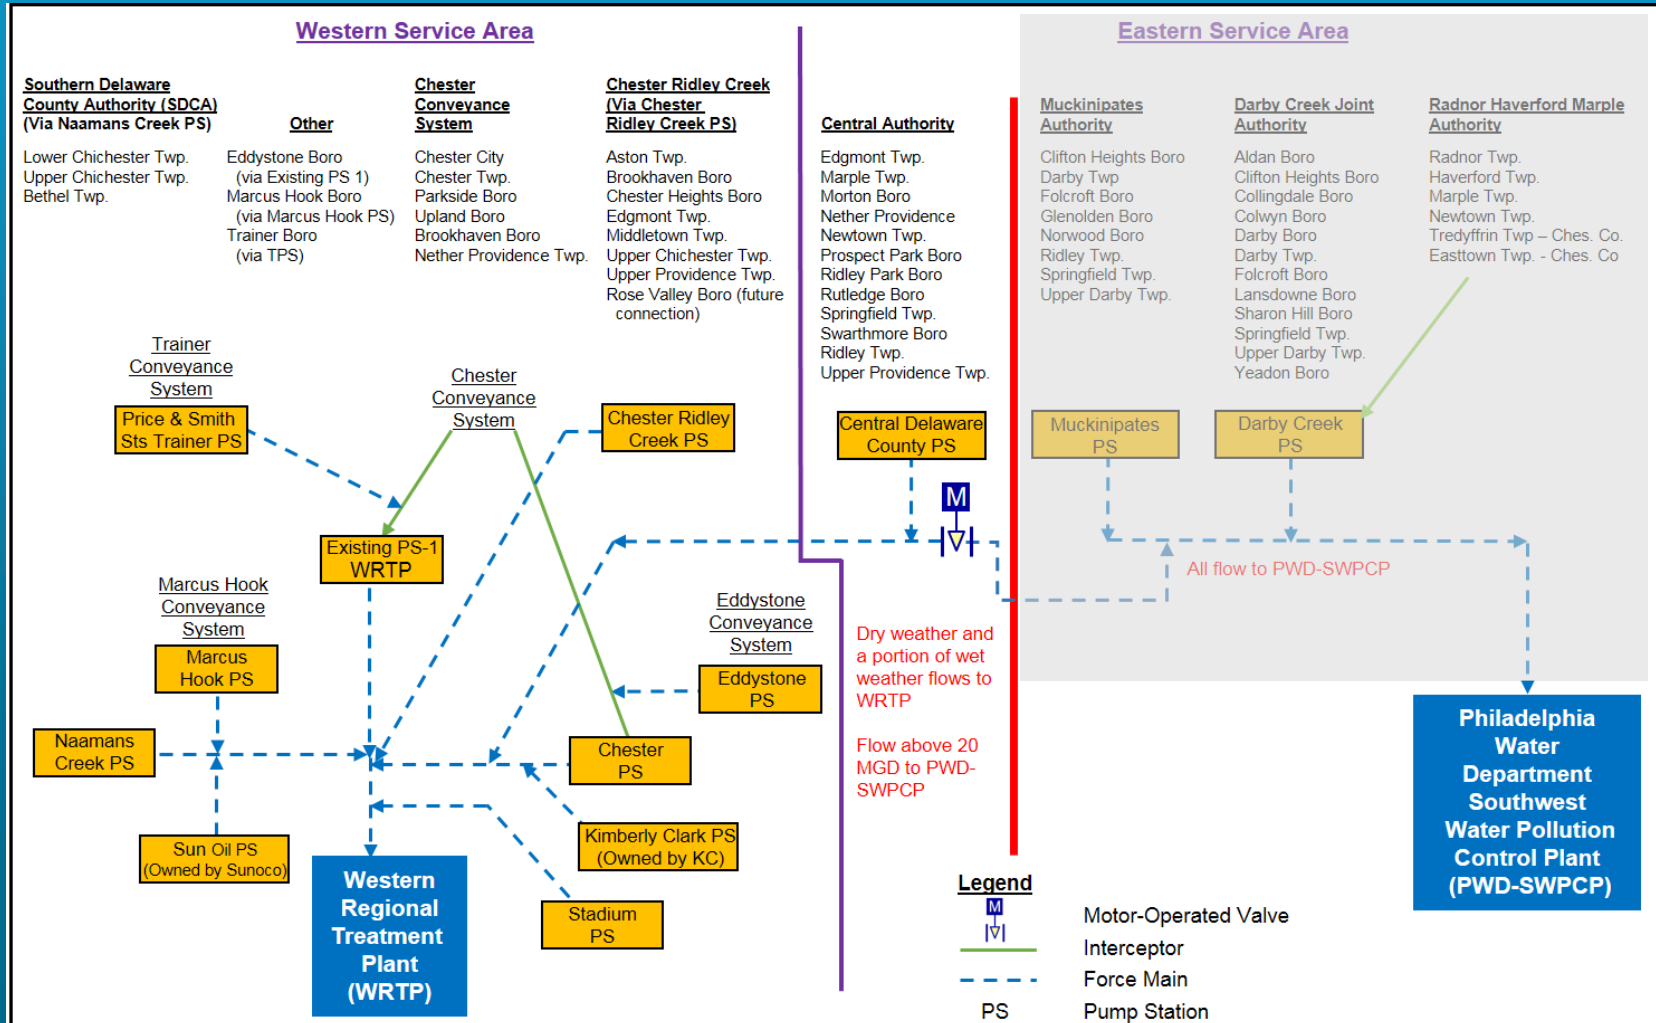 Western Service Area
Eastern Service Area
Southern Delaware
County Authority (SDCA)
(Via Naamans Creek PS)
Lower Chichester Twp.
Upper Chichester Twp.
Bethel Twp.
Other
Eddystone Boro
(via Existing PS 1)
Marcus Hook Boro
(via Marcus Hook PS)
Trainer Boro
(via TPS)
Chester
Conveyance
System
Chester City
Chester Twp.
Parkside Boro
Upland Boro
Brookhaven Boro
Nether Providence Twp.
Chester Ridley Creek
(Via Chester
Ridley Creek PS)
Aston Twp.
Brookhaven Boro
Chester Heights Boro
Edgmont Twp.
Middletown Twp.
Upper Chichester Twp.
Upper Providence Twp.
Rose Valley Boro (future
connection)
Central Authority
Edgmont Twp.
Marple Twp.
Morton Boro
Nether Providence
Newtown Twp.
Prospect Park Boro
Ridley Park Boro
Rutledge Boro
Springfield Twp.
Swarthmore Boro
Ridley Twp.
Upper Providence Twp.
Muckinipates
Authority
Clifton Heights Boro
Darby Twp
Folcroft Boro
Glenolden Boro
Norwood Boro
Ridley Twp.
Springfield Twp.
Upper Darby Twp.
Darby Creek Joint
Authority
Aldan Boro
Clifton Heights Boro
Collingdale Boro
Colwyn Boro
Darby Boro
Darby Twp.
Folcroft Boro
Lansdowne Boro
Sharon Hill Boro
Springfield Twp.
Upper Darby Twp.
Yeadon Boro
Radnor Haverford Marple
Authority
Radnor Twp.
Haverford Twp.
Marple Twp.
Newtown Twp.
Tredyffrin Twp – Ches. Co.
Easttown Twp. - Ches. Co
Trainer
Conveyance
System
Price & Smith
Sts Trainer PS
Chester
Conveyance
System
Chester Ridley
Creek PS
Central Delaware
County PS
Muckinipates
PS
Darby Creek
PS
M
Existing PS-1
WRTP
All flow to PWD-SWPCP
Marcus Hook
Conveyance
System
Marcus
Hook PS
Eddystone
Conveyance
System
Eddystone
PS
Dry weather and
a portion of wet
weather flows to
WRTP
Flow above 20
MGD to PWD-
SWPCP
Naamans
Creek PS
Chester
PS
Sun Oil PS
(Owned by Sunoco)
Kimberly Clark PS
(Owned by KC)
Stadium
PS
Western
Regional
Treatment
Plant
(WRTP)
Philadelphia
Water
Department
Southwest
Water Pollution
Control Plant
(PWD-SWPCP)
Legend
M
Motor-Operated Valve
Interceptor
Force Main
PS Pump Station